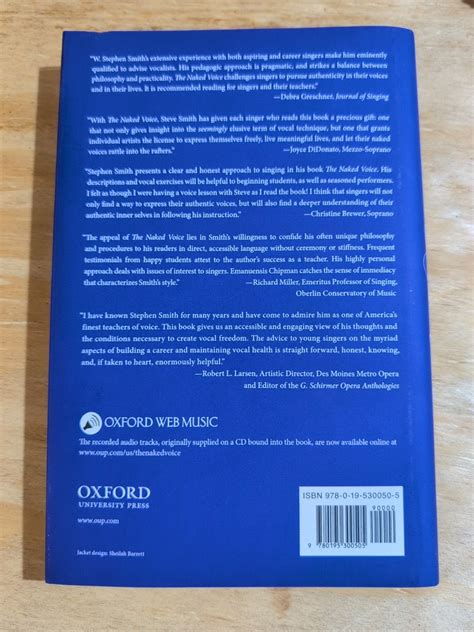 "W. Stephen Smith's extensive experience with both aspiring and career singers make him eminently
qualified to advise vocalists. His pedagogic approach is pragmatic, and strikes a balance between
philosophy and practicality. The Naked Voice challenges singers to pursue authenticity in their voices
and in their lives. It is recommended reading for singers and their teachers."
—Debra Greschner, Journal of Singing
"With The Naked Voice, Steve Smith has given each singer who reads this book a precious gift: one
that not only gives insight into the seemingly elusive term of vocal technique, but one that grants
individual artists the license to express themselves freely, live meaningful lives, and let their naked
voices rattle into the rafters."
—Joyce DiDonato, Mezzo-Soprano
"Stephen Smith presents a clear and honest approach to singing in his book The Naked Voice. His
descriptions and vocal exercises will be helpful to beginning students, as well as seasoned performers.
I felt as though I were having a voice lesson with Steve as I read the book! I think that singers will not
only find a way to express their authentic voices, but will also find a deeper understanding of their
authentic inner selves in following his instruction."
—Christine Brewer, Soprano
"The appeal of The Naked Voice lies in Smith's willingness to confide his often unique philosophy
and procedures to his readers in direct, accessible language without ceremony or stiffness. Frequent
testimonials from happy students attest to the author's success as a teacher. His highly personal
approach deals with issues of interest to singers. Emanuensis Chipman catches the sense of immediacy
that characterizes Smith's style."
—Richard Miller, Emeritus Professor of Singing,
Oberlin Conservatory of Music
"I have known Stephen Smith for many years and have come to admire him as one of America's
finest teachers of voice. This book gives us an accessible and engaging view of his thoughts and
the conditions necessary to create vocal freedom. The advice to young singers on the myriad
aspects of building a career and maintaining vocal health is straight forward, honest, knowing,
and, if taken to heart, enormously helpful."
—Robert L. Larsen, Artistic Director, Des Moines Metro Opera
and Editor of the G. Schirmer Opera Anthologies
OXFORD WEB MUSIC
The recorded audio tracks, originally supplied on a CD bound into the book, are now available online at
www.oup.com/us/thenakedvoice
OXFORD
UNIVERSITY PRESS
www.oup.com
Jacket design: Sheilah Barrett
ISBN 978-0-19-530050-5
90000
9 780195 300505